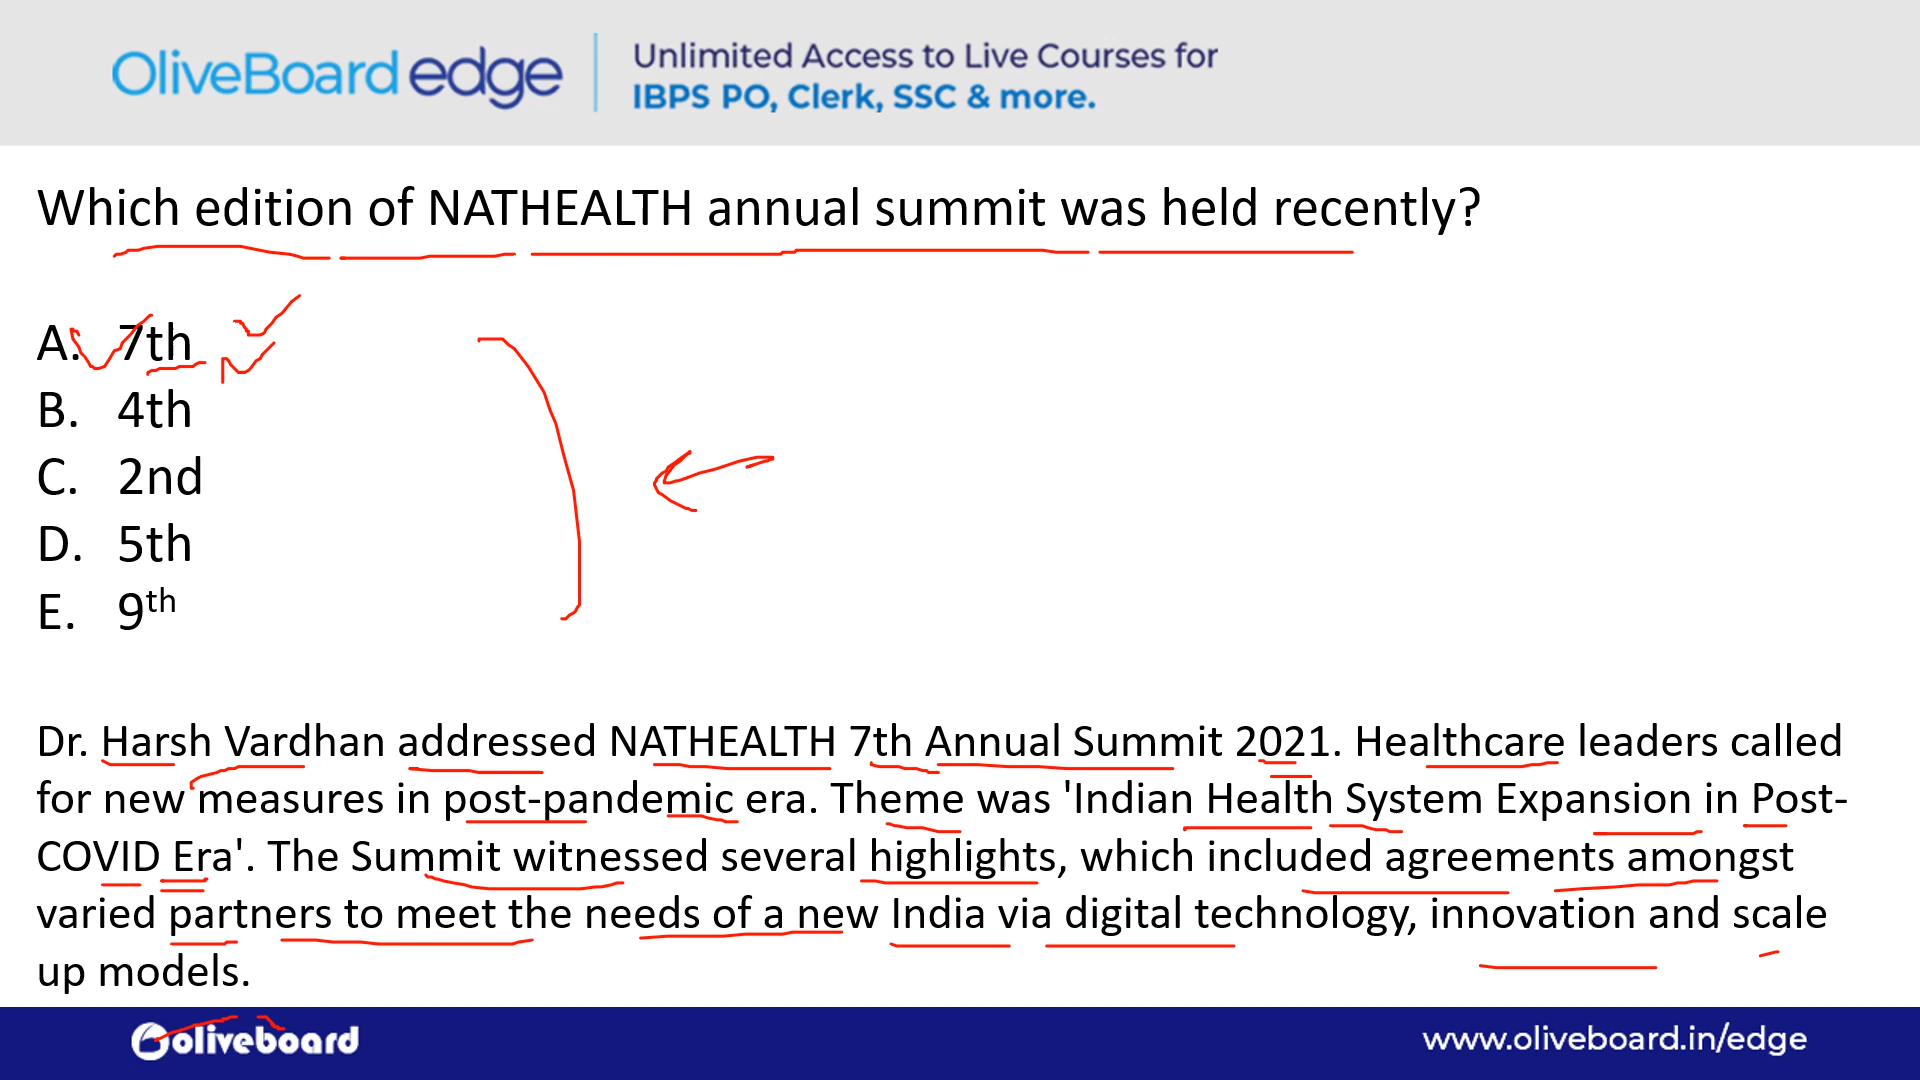 OliveBoard edge
Unlimited Access to Live Courses for
IBPS PO, Clerk, SSC & more.
Which edition of NATHEALTH annual summit was held recently?
A. 7th
B. 4th
C. 2nd
D. 5th
E. 9th
Dr. Harsh Vardhan addressed NATHEALTH 7th Annual Summit 2021. Healthcare leaders called
for new measures in post-pandemic era. Theme was 'Indian Health System Expansion in Post-
COVID Era'. The Summit witnessed several highlights, which included agreements amongst
varied partners to meet the needs of a new India via digital technology, innovation and scale
up models.
oliveboard
www.oliveboard.in/edge